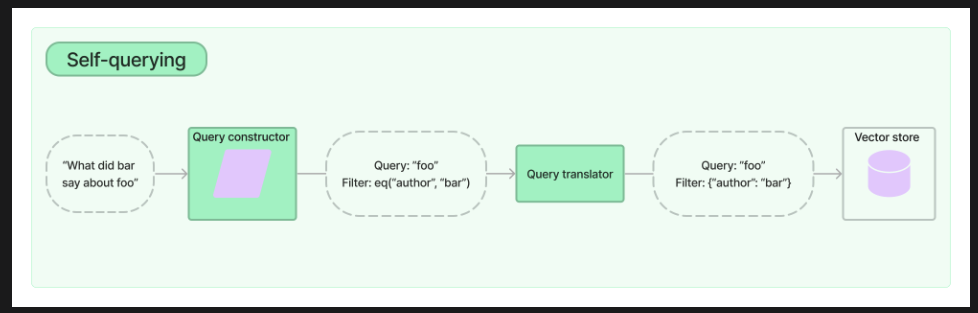 Self-querying
“What did bar
say about foo”
Query constructor
Query: “foo”
Filter: eq(“author”, “bar”)
Query translator
Query: “foo”
Filter: {“author”: “bar”}
Vector store